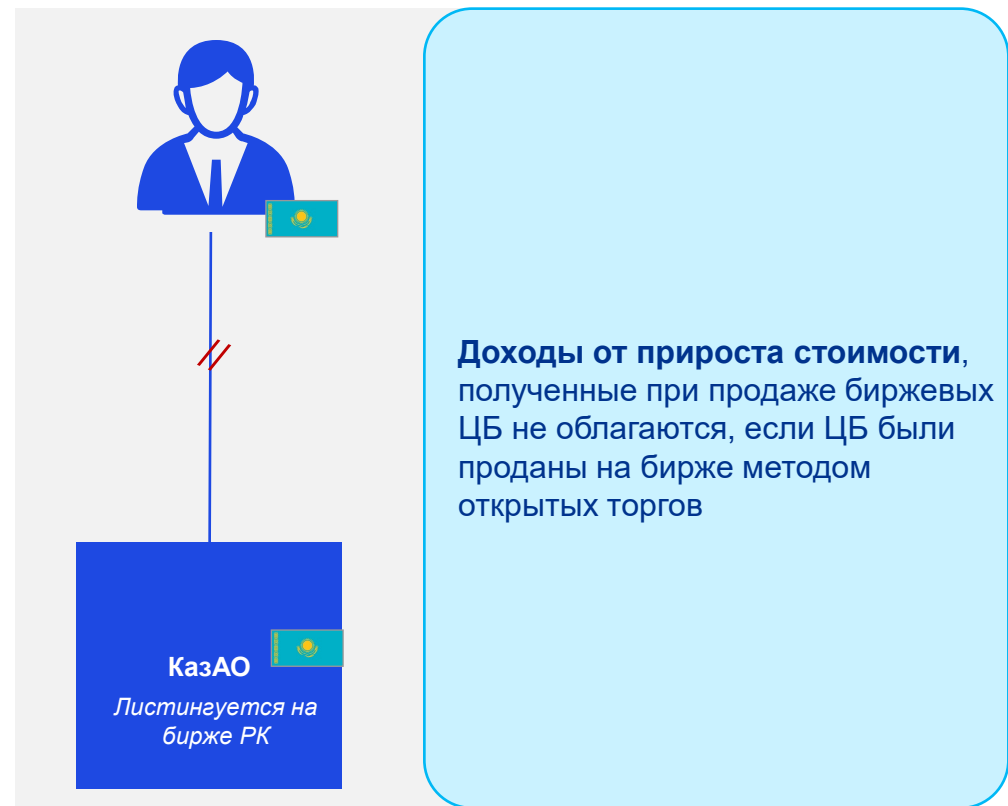 Доходы от прироста стоимости,
полученные при продаже биржевых
ЦБ не облагаются, если ЦБ были
проданы на бирже методом
открытых торгов
КазАО
Листингуется на
бирже РК